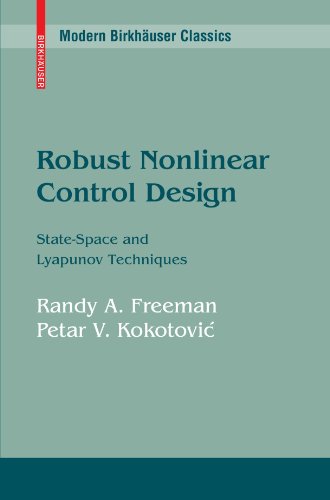 BIRKHÄUSER
Modern Birkhäuser Classics
Robust Nonlinear
Control Design
State-Space and
Lyapunov Techniques
Randy A. Freeman
Petar V. Kokotović